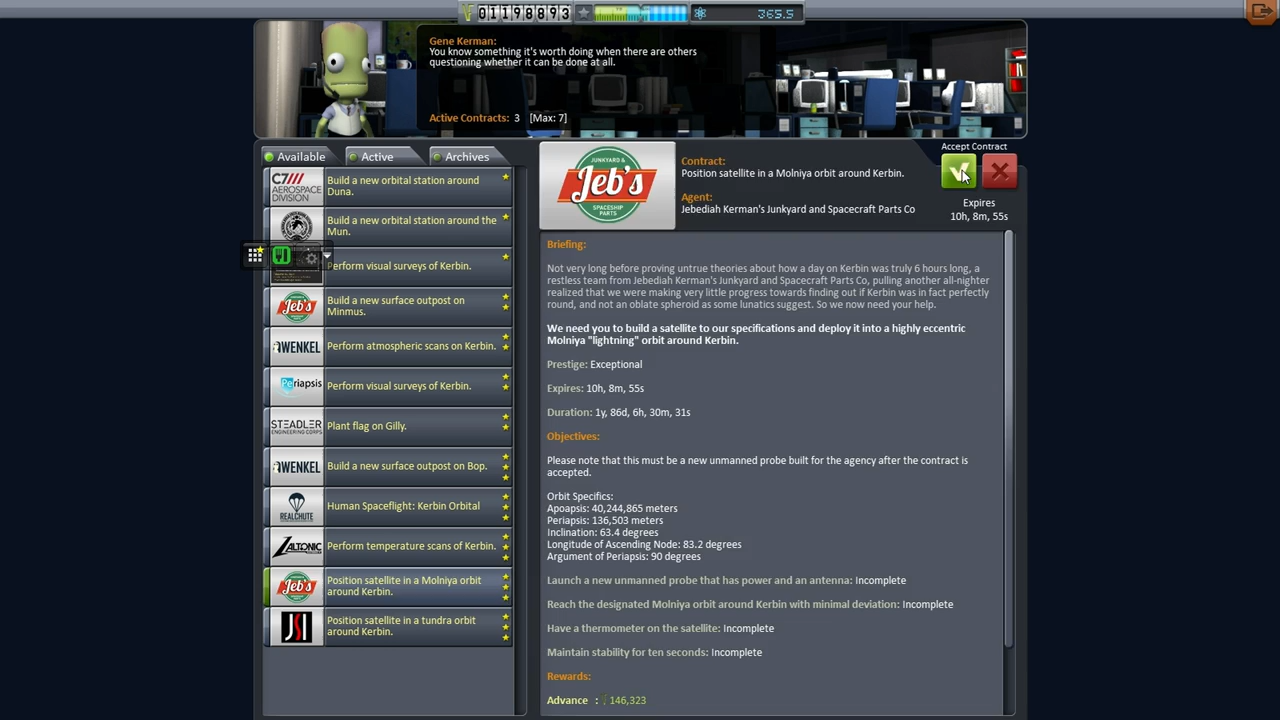 01198893
365.5
Gene Kerman:
You know something it's worth doing when there are others
questioning whether it can be done at all.
Active Contracts: 3 [Max: 7]
Available
Active
Archives
C7///
AEROSPACE
DIVISION
Build a new orbital station around
Duna.
Build a new orbital station around the
Mun.
Perform visual surveys of Kerbin.
Jeb's
Build a new surface outpost on
Minmus.
WENKEL
Perform atmospheric scans on Kerbin.
Periapsis
Perform visual surveys of Kerbin.
STEADLER
ENGINEERING CORPS
Plant flag on Gilly.
WENKEL
Build a new surface outpost on Bop.
REALCHUTE
Human Spaceflight: Kerbin Orbital
ZALTONIC
Perform temperature scans of Kerbin.
Jeb's
Position satellite in a Molniya orbit
around Kerbin.
JSI
Position satellite in a tundra orbit
around Kerbin.
JUNKYARD &
Jeb's
SPACESHIP
PARTS
Contract:
Position satellite in a Molniya orbit around Kerbin.
Agent:
Jebediah Kerman's Junkyard and Spacecraft Parts Co
Accept Contract
Expires
10h, 8m, 55s
Briefing:
Not very long before proving untrue theories about how a day on Kerbin was truly 6 hours long, a
restless team from Jebediah Kerman's Junkyard and Spacecraft Parts Co, pulling another all-nighter
realized that we were making very little progress towards finding out if Kerbin was in fact perfectly
round, and not an oblate spheroid as some lunatics suggest. So we now need your help.
We need you to build a satellite to our specifications and deploy it into a highly eccentric
Molniya "lightning" orbit around Kerbin.
Prestige: Exceptional
Expires: 10h, 8m, 55s
Duration: 1y, 86d, 6h, 30m, 31s
Objectives:
Please note that this must be a new unmanned probe built for the agency after the contract is
accepted.
Orbit Specifics:
Apoapsis: 40,244,865 meters
Periapsis: 136,503 meters
Inclination: 63.4 degrees
Longitude of Ascending Node: 83.2 degrees
Argument of Periapsis: 90 degrees
Launch a new unmanned probe that has power and an antenna: Incomplete
Reach the designated Molniya orbit around Kerbin with minimal deviation: Incomplete
Have a thermometer on the satellite: Incomplete
Maintain stability for ten seconds: Incomplete
Rewards:
Advance : 146,323